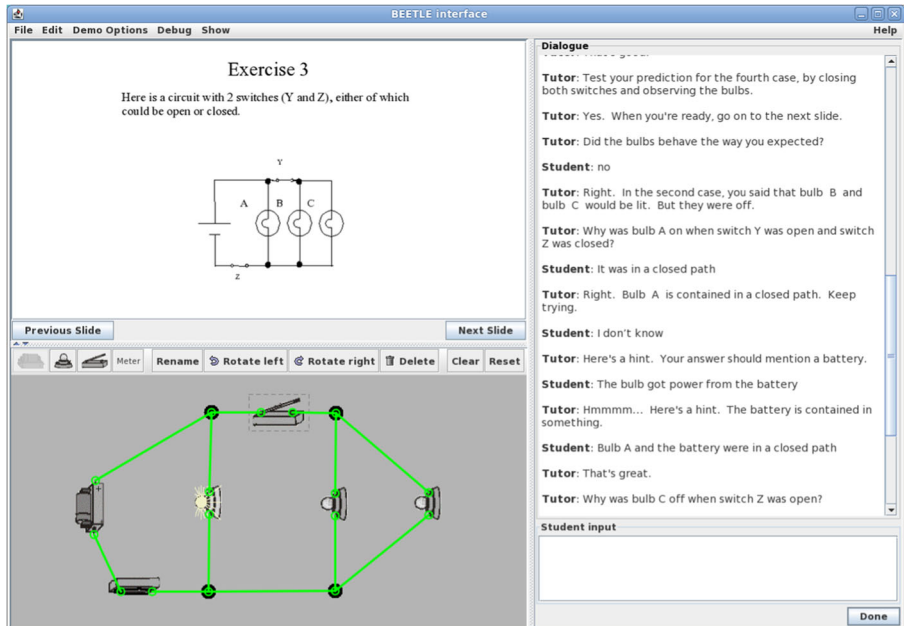 BEETLE interface
File Edit Demo Options Debug Show Help
Exercise 3
Here is a circuit with 2 switches (Y and Z), either of which
could be open or closed.
Y
A B C
Z
Previous Slide Next Slide
Meter Rename Rotate left Rotate right Delete Clear Reset
+
Dialogue
Tutor: Test your prediction for the fourth case, by closing
both switches and observing the bulbs.
Tutor: Yes. When you're ready, go on to the next slide.
Tutor: Did the bulbs behave the way you expected?
Student: no
Tutor: Right. In the second case, you said that bulb B and
bulb C would be lit. But they were off.
Tutor: Why was bulb A on when switch Y was open and switch
Z was closed?
Student: It was in a closed path
Tutor: Right. Bulb A is contained in a closed path. Keep
trying.
Student: I don't know
Tutor: Here's a hint. Your answer should mention a battery.
Student: The bulb got power from the battery
Tutor: Hmmmm... Here's a hint. The battery is contained in
something.
Student: Bulb A and the battery were in a closed path
Tutor: That's great.
Tutor: Why was bulb C off when switch Z was open?
Student input
Done